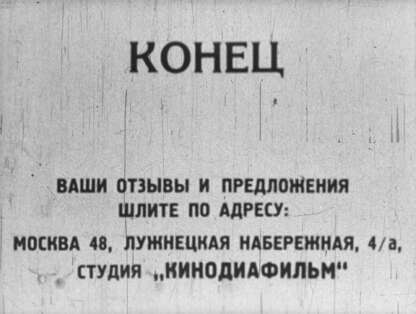 КОНЕЦ
ВАШИ ОТЗЫВЫ И ПРЕДЛОЖЕНИЯ
ШЛИТЕ ПО АДРЕСУ:
МОСКВА 48, ЛУЖНЕЦКАЯ НАБЕРЕЖНАЯ, 4/а,
СТУДИЯ „КИНОДИАФИЛЬМ“